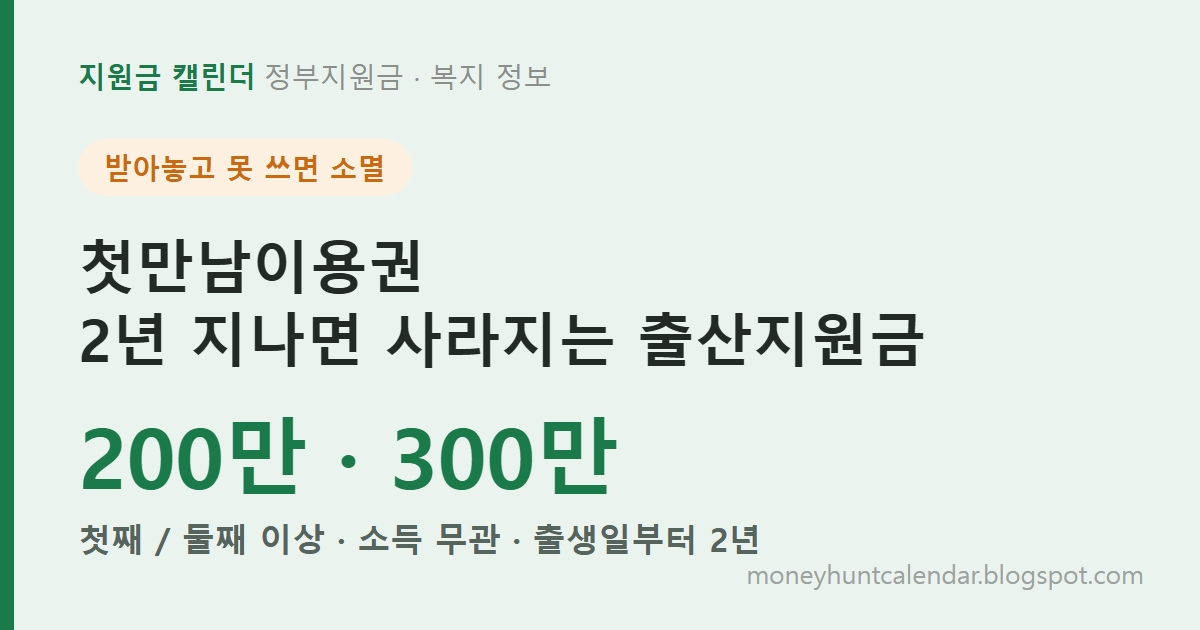 지원금 캘린더 정부지원금 · 복지 정보
받아놓고 못 쓰면 소멸
첫만남이용권
2년 지나면 사라지는 출산지원금
200만 · 300만
첫째 / 둘째 이상 · 소득 무관 · 출생일부터 2년
moneyhuntcalendar.blogspot.com